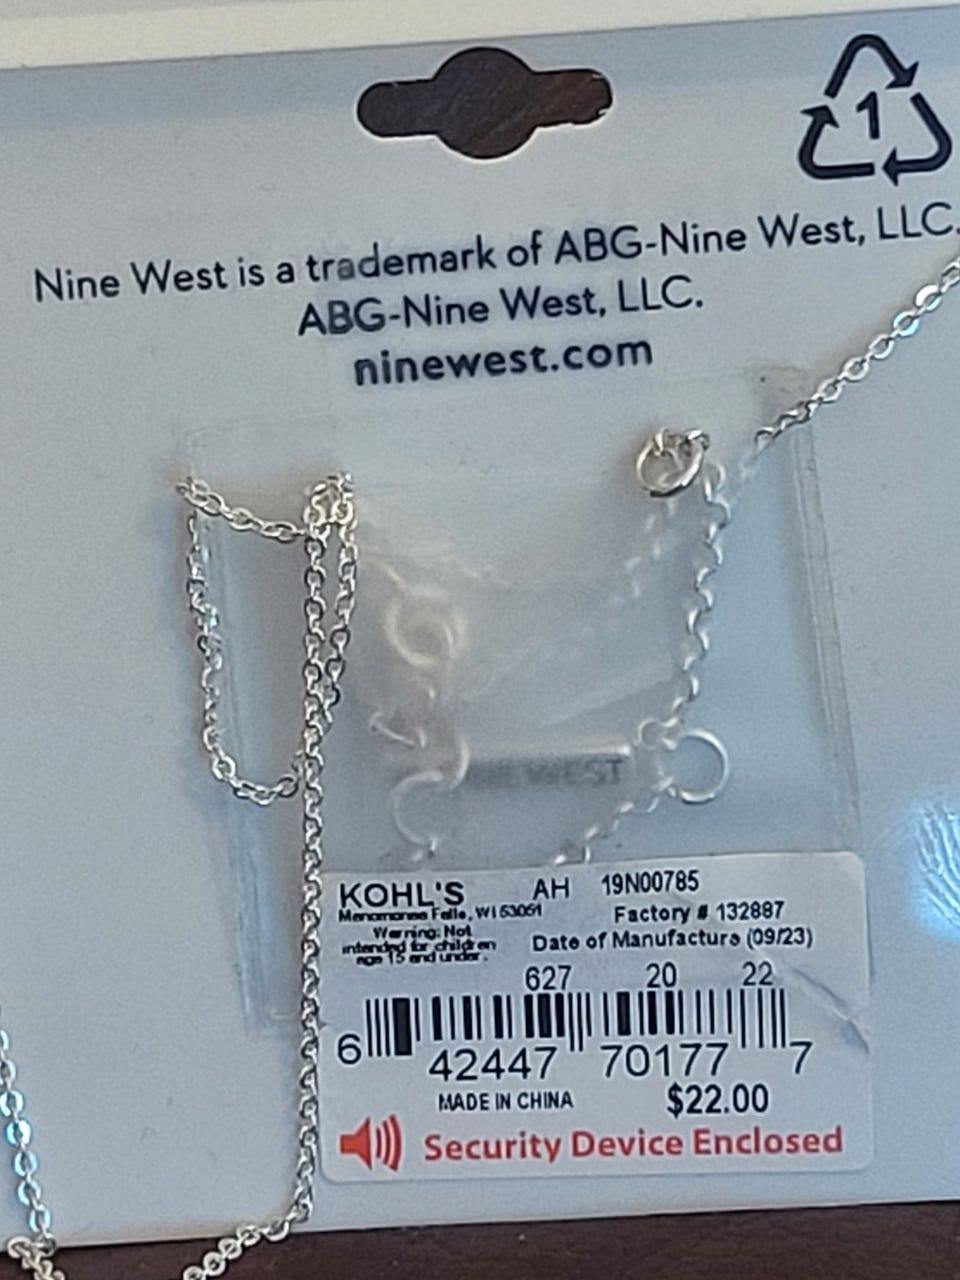 1
Nine West is a trademark of ABG-Nine West, LLC.
ABG-Nine West, LLC.
ninewest.com
NINE WEST
KOHL'S AH 19N00785
Menomonee Falls, WI 53051
Factory # 132887
Warning: Not
intended for children
age 15 and under.
Date of Manufacture (09/23)
627 20 22
6 42447 70177 7
MADE IN CHINA $22.00
Security Device Enclosed